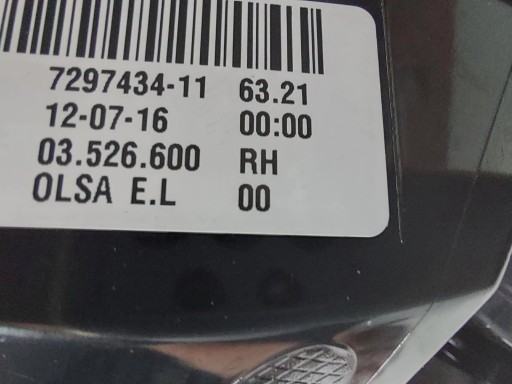 7297434-11 63.21
12-07-16 00:00
03.526.600 RH
OLSA E.L 00